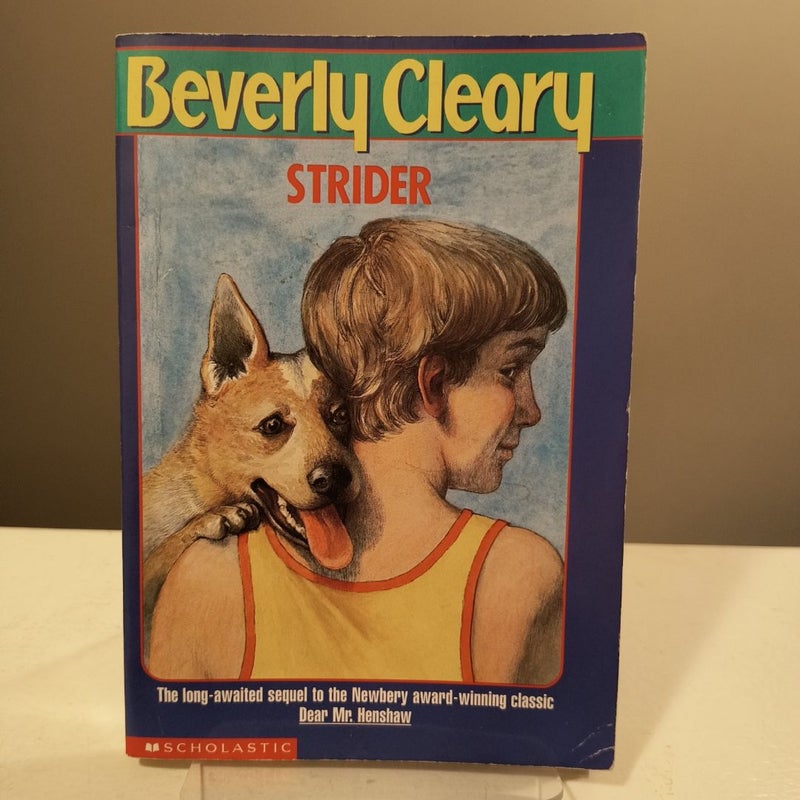 Beverly Cleary
STRIDER
The long-awaited sequel to the Newbery award-winning classic
Dear Mr. Henshaw
SCHOLASTIC